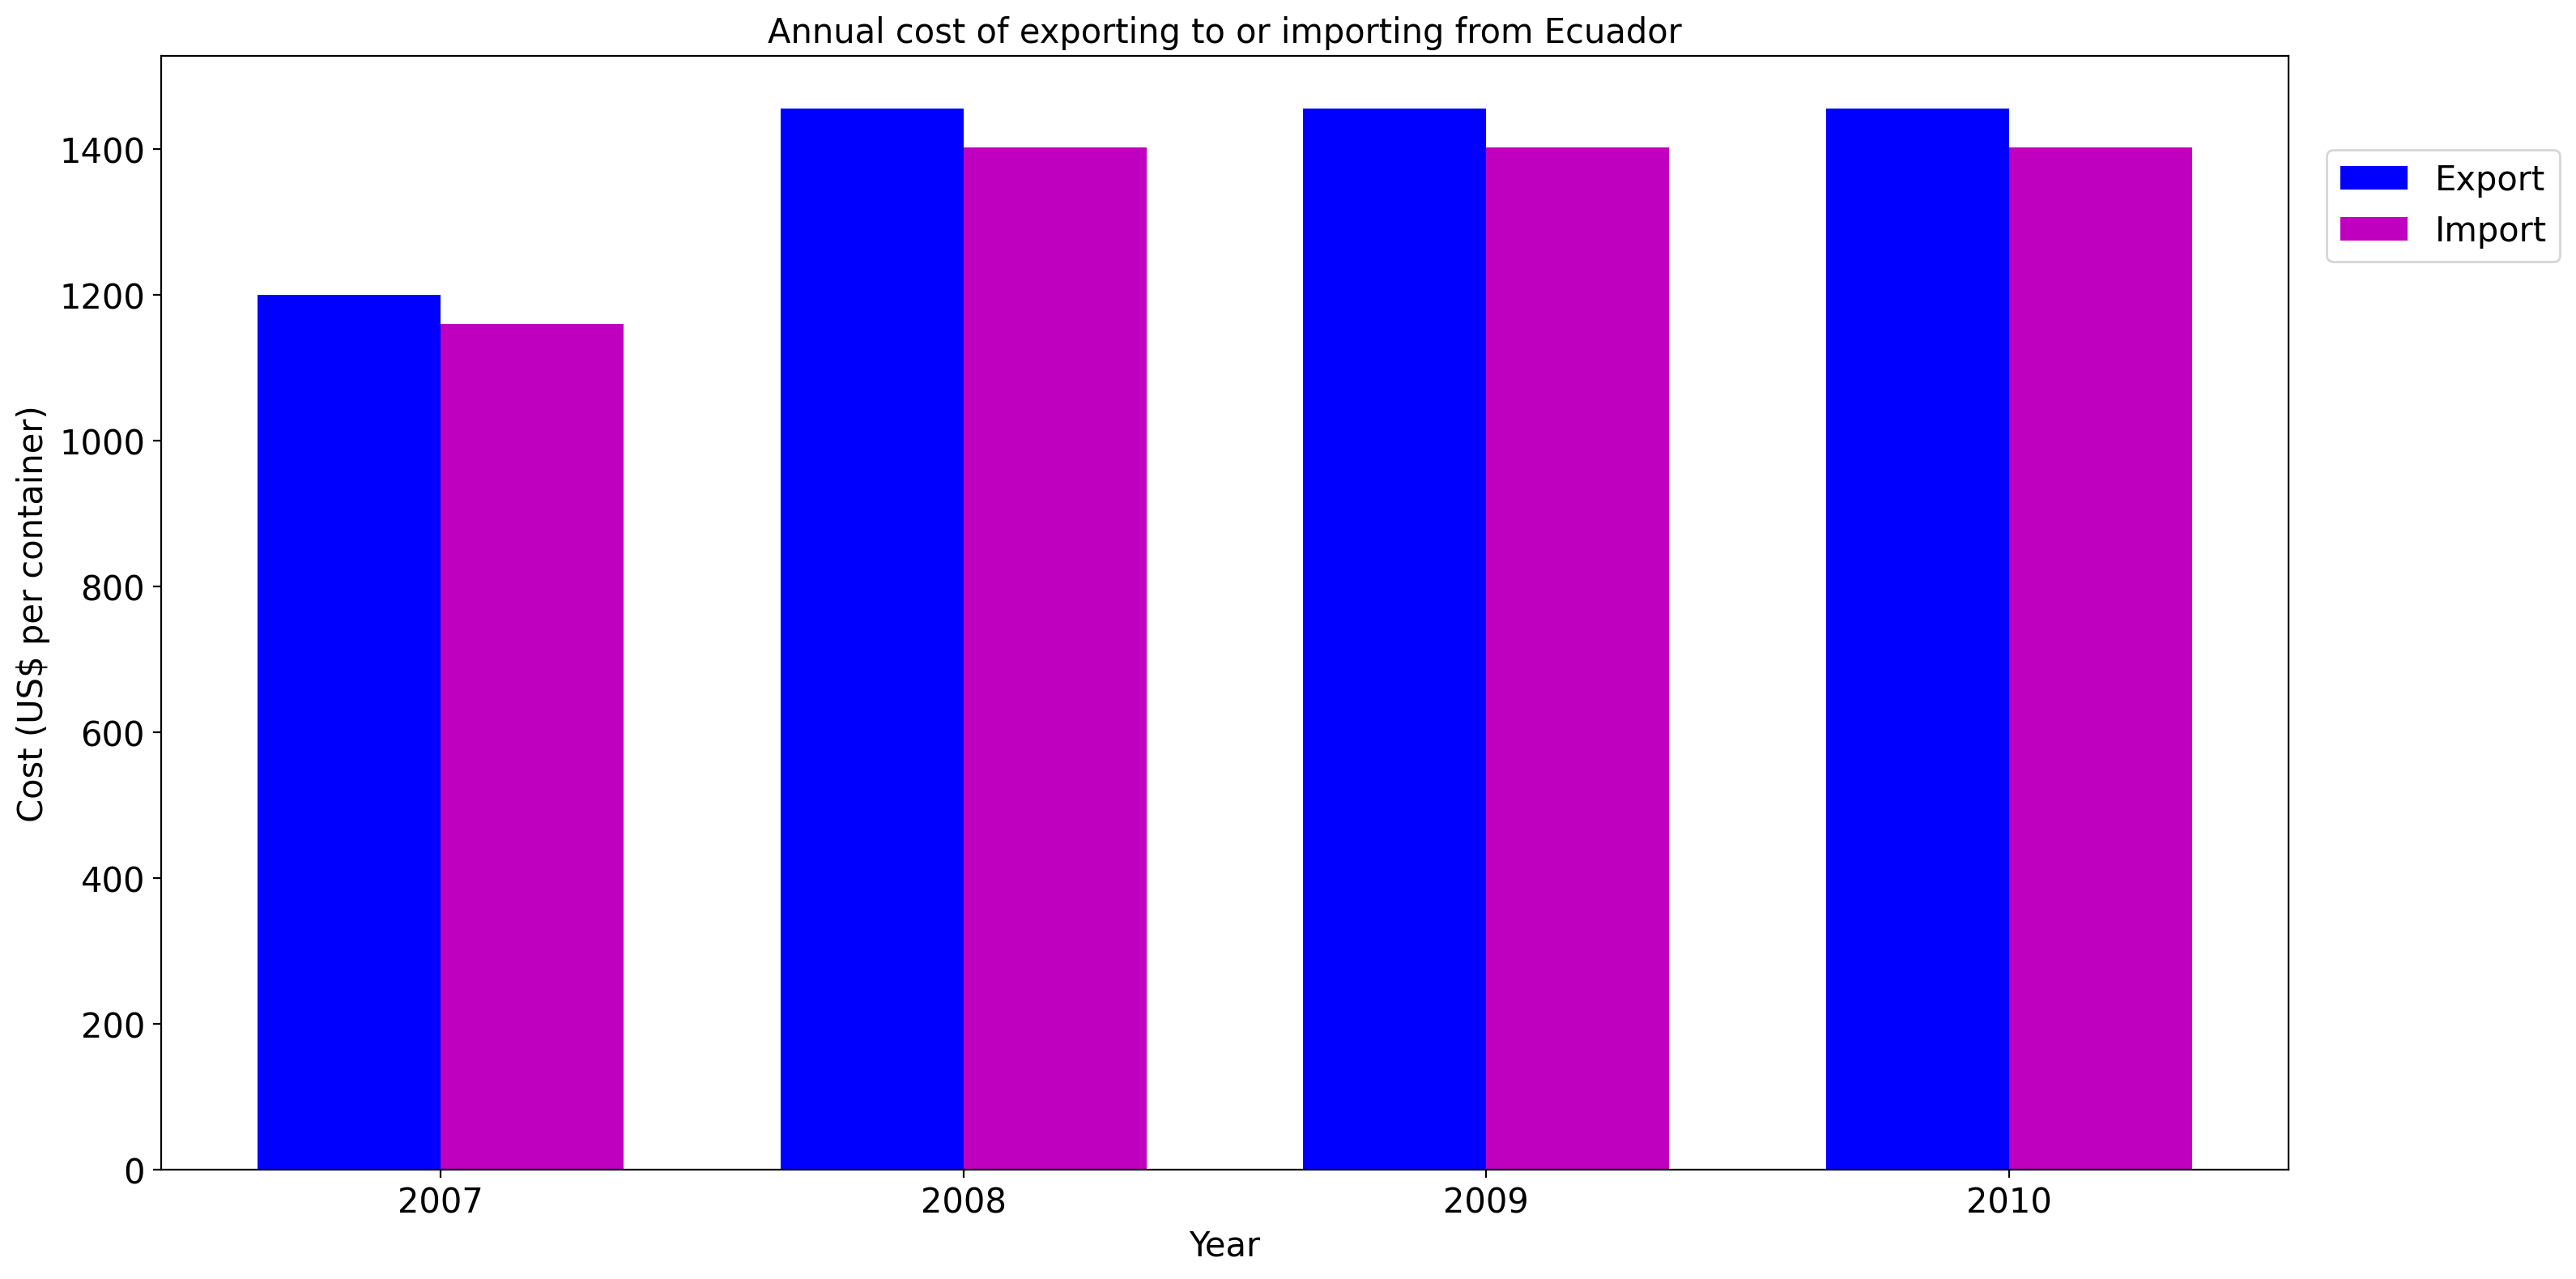 Annual cost of exporting to or importing from Ecuador
Cost (US$ per container)
1400
1200
1000
800
600
400
200
0
2007
2008
2009
2010
Year
Export
Import